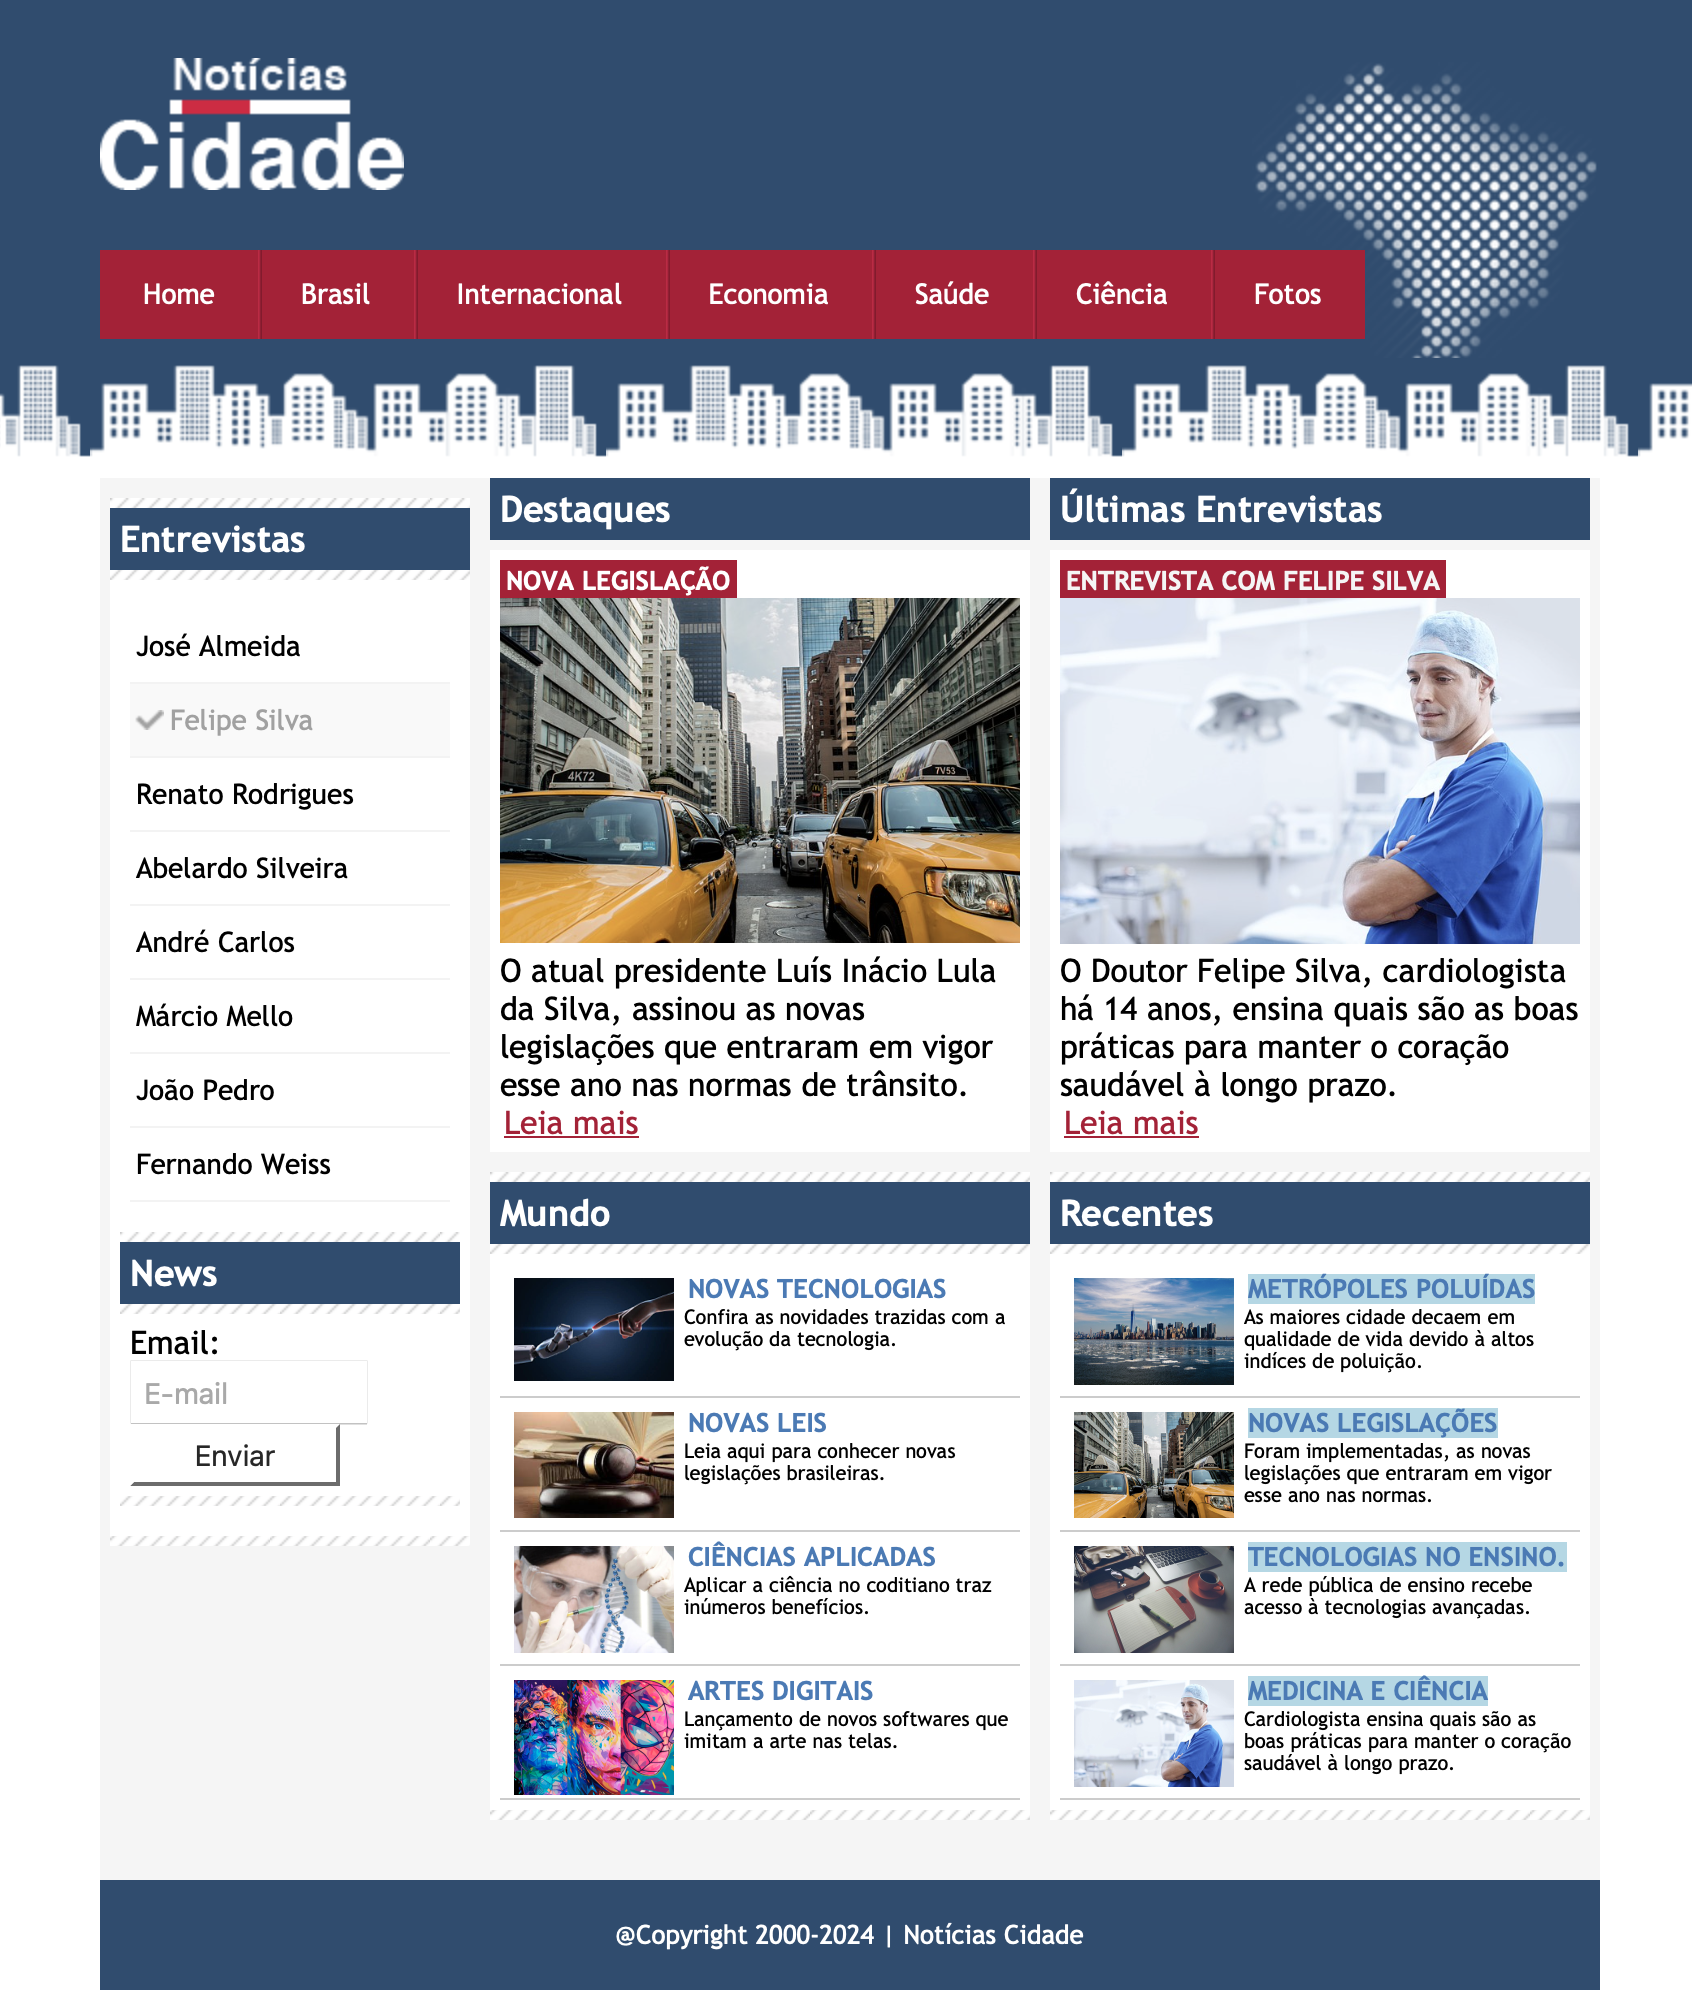 Notícias
Cidade
Home
Brasil
Internacional
Economia
Saúde
Ciência
Fotos
Entrevistas
José Almeida
Felipe Silva
Renato Rodrigues
Abelardo Silveira
André Carlos
Márcio Mello
João Pedro
Fernando Weiss
News
Email:
E-mail
Enviar
Destaques
NOVA LEGISLAÇÃO
4K72
7V53
O atual presidente Luís Inácio Lula
da Silva, assinou as novas
legislações que entraram em vigor
esse ano nas normas de trânsito.
Leia mais
Últimas Entrevistas
ENTREVISTA COM FELIPE SILVA
O Doutor Felipe Silva, cardiologista
há 14 anos, ensina quais são as boas
práticas para manter o coração
saudável à longo prazo.
Leia mais
Mundo
NOVAS TECNOLOGIAS
Confira as novidades trazidas com a
evolução da tecnologia.
NOVAS LEIS
Leia aqui para conhecer novas
legislações brasileiras.
CIÊNCIAS APLICADAS
Aplicar a ciência no coditiano traz
inúmeros benefícios.
ARTES DIGITAIS
Lançamento de novos softwares que
imitam a arte nas telas.
Recentes
METRÓPOLES POLUÍDAS
As maiores cidade decaem em
qualidade de vida devido à altos
indíces de poluição.
NOVAS LEGISLAÇÕES
Foram implementadas, as novas
legislações que entraram em vigor
esse ano nas normas.
TECNOLOGIAS NO ENSINO.
A rede pública de ensino recebe
acesso à tecnologias avançadas.
MEDICINA E CIÊNCIA
Cardiologista ensina quais são as
boas práticas para manter o coração
saudável à longo prazo.
@Copyright 2000-2024 | Notícias Cidade